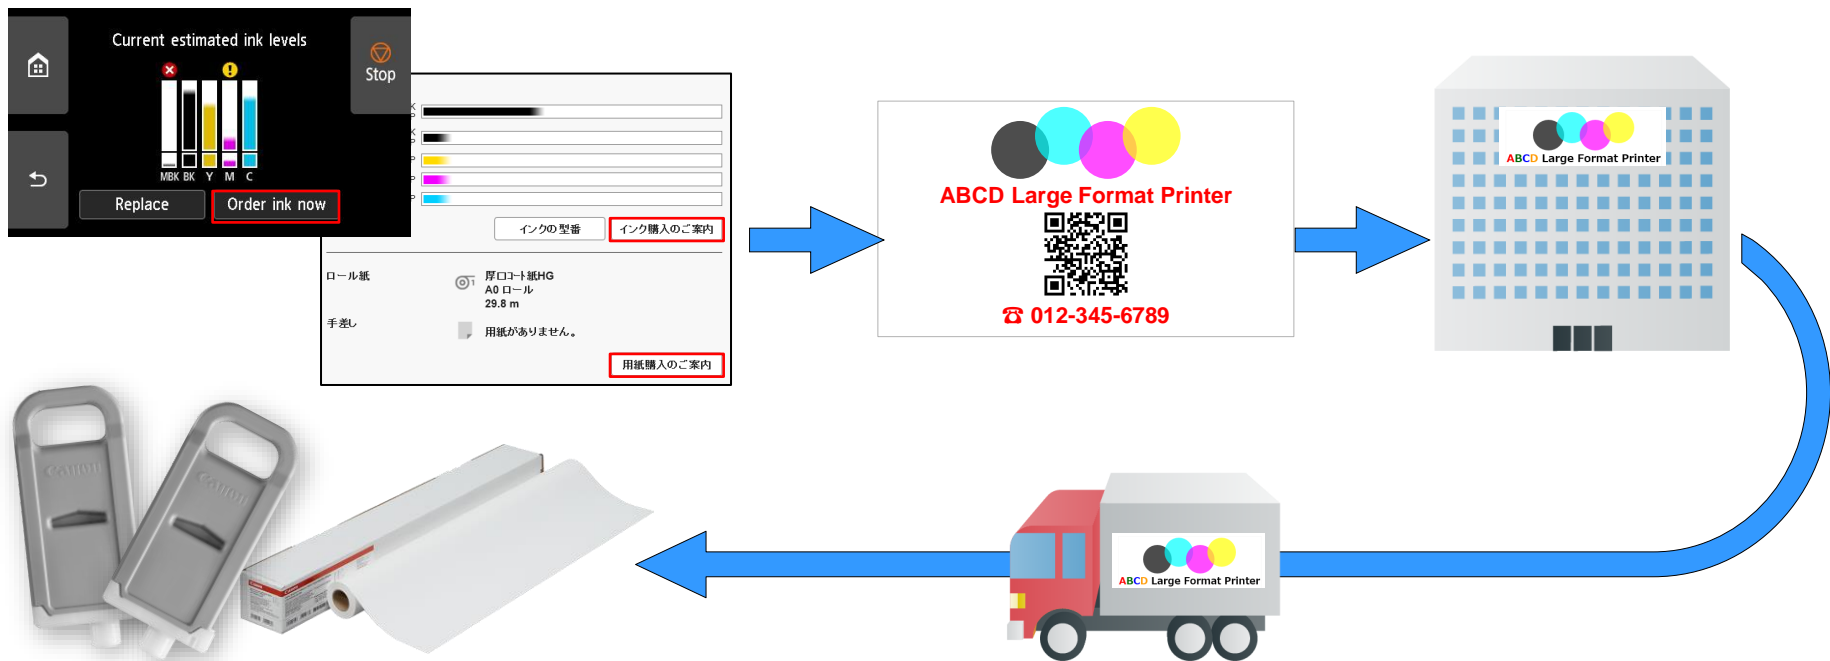 Current estimated ink levels
Stop
MBK BK Y M C
Replace
Order ink now
インクの型番
インク購入のご案内
ロール紙
1
厚口コート紙HG
A0 ロール
29.8 m
手差し
用紙がありません。
用紙購入のご案内
ABCD Large Format Printer
☎ 012-345-6789
ABCD Large Format Printer
ABCD Large Format Printer
Canon
Canon